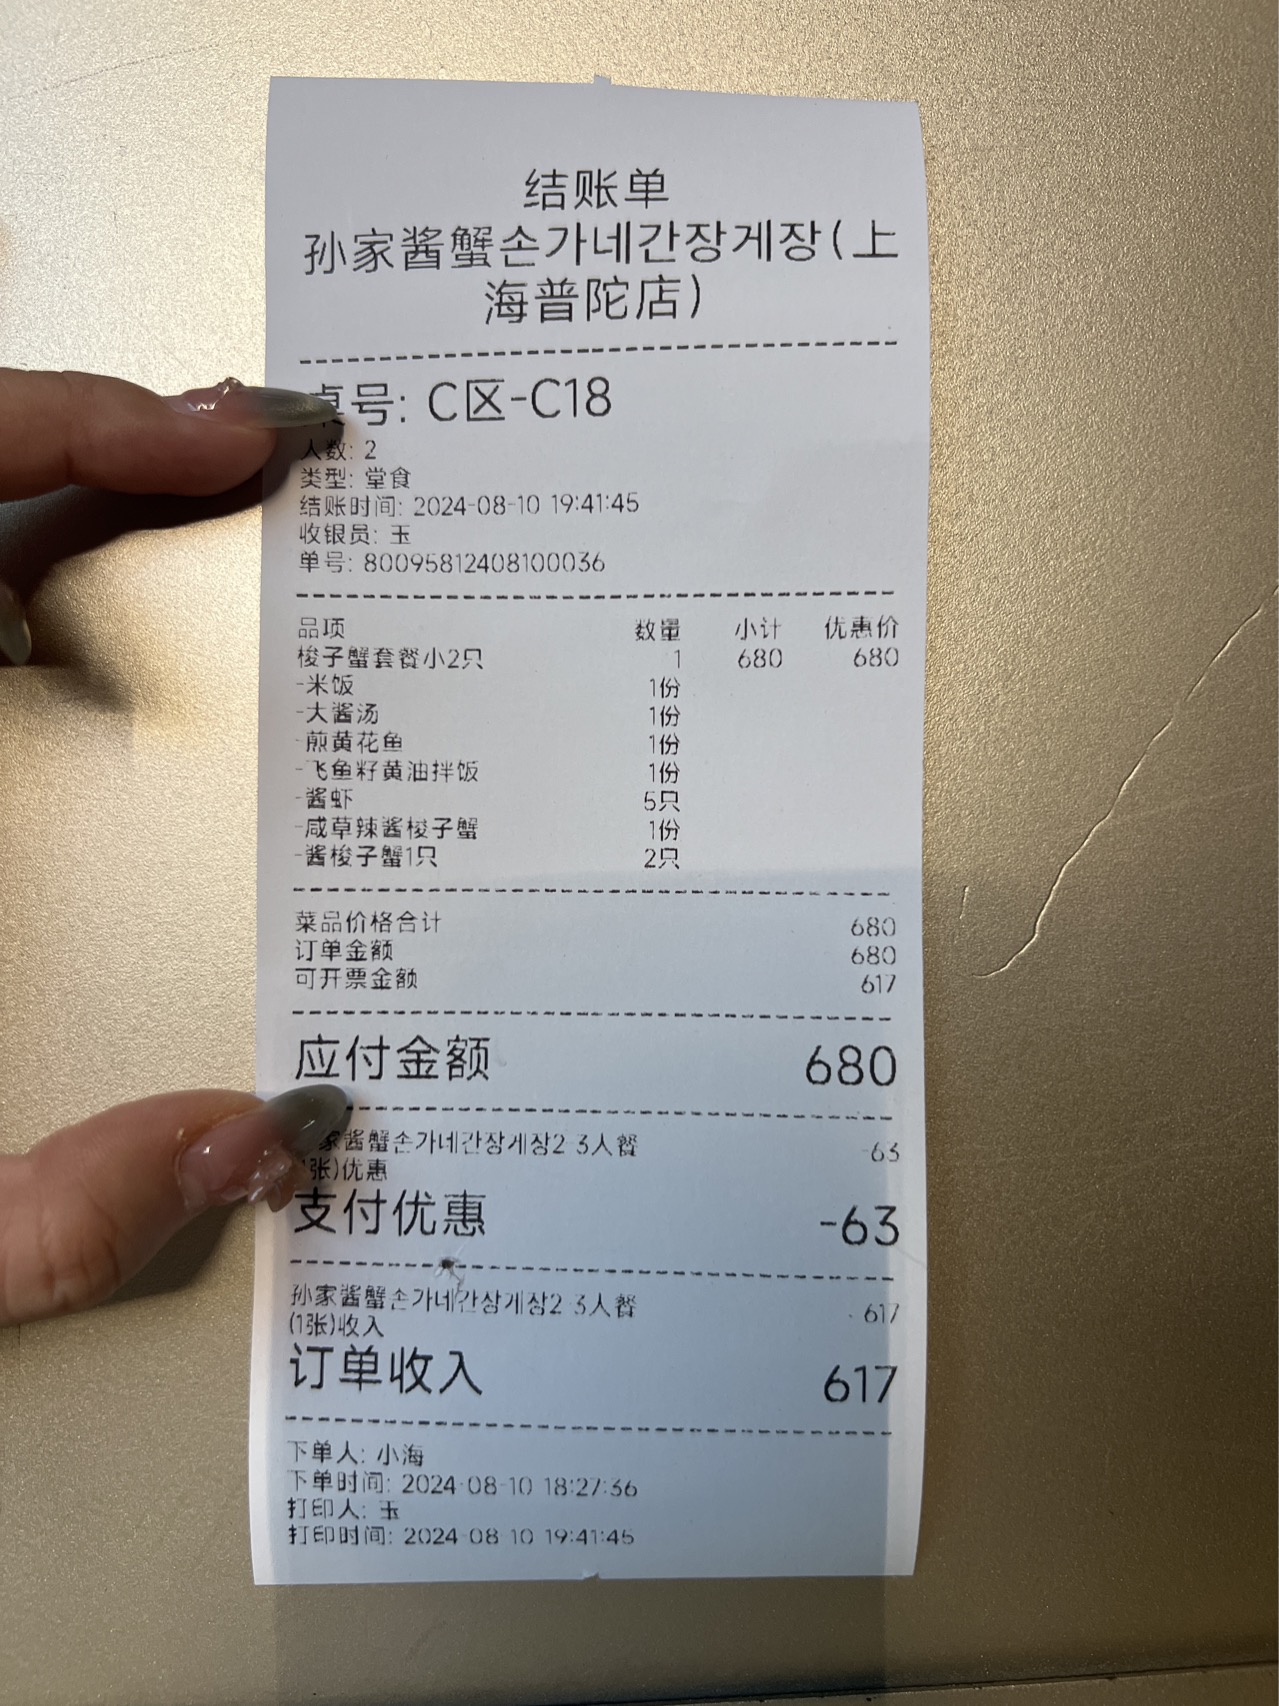 结账单
孙家酱蟹손가네간장게장(上
海普陀店)
桌号: C区-C18
人数: 2
类型: 堂食
结账时间: 2024-08-10 19:41:45
收银员: 玉
单号: 80095812408100036
品项 数量 小计 优惠价
梭子蟹套餐小2只 1 680 680
-米饭 1份
-大酱汤 1份
-煎黄花鱼 1份
-飞鱼籽黄油拌饭 1份
-酱虾 5只
-咸草辣酱梭子蟹 1份
-酱梭子蟹1只 2只
菜品价格合计 680
订单金额 680
可开票金额 617
应付金额 680
家酱蟹손가네간장게장2-3人餐 -63
1张)优惠
支付优惠 -63
孙家酱蟹손가네간장게장2-3人餐 617
(1张)收入
订单收入 617
下单人: 小海
下单时间: 2024-08-10 18:27:36
打印人: 玉
打印时间: 2024-08-10 19:41:45